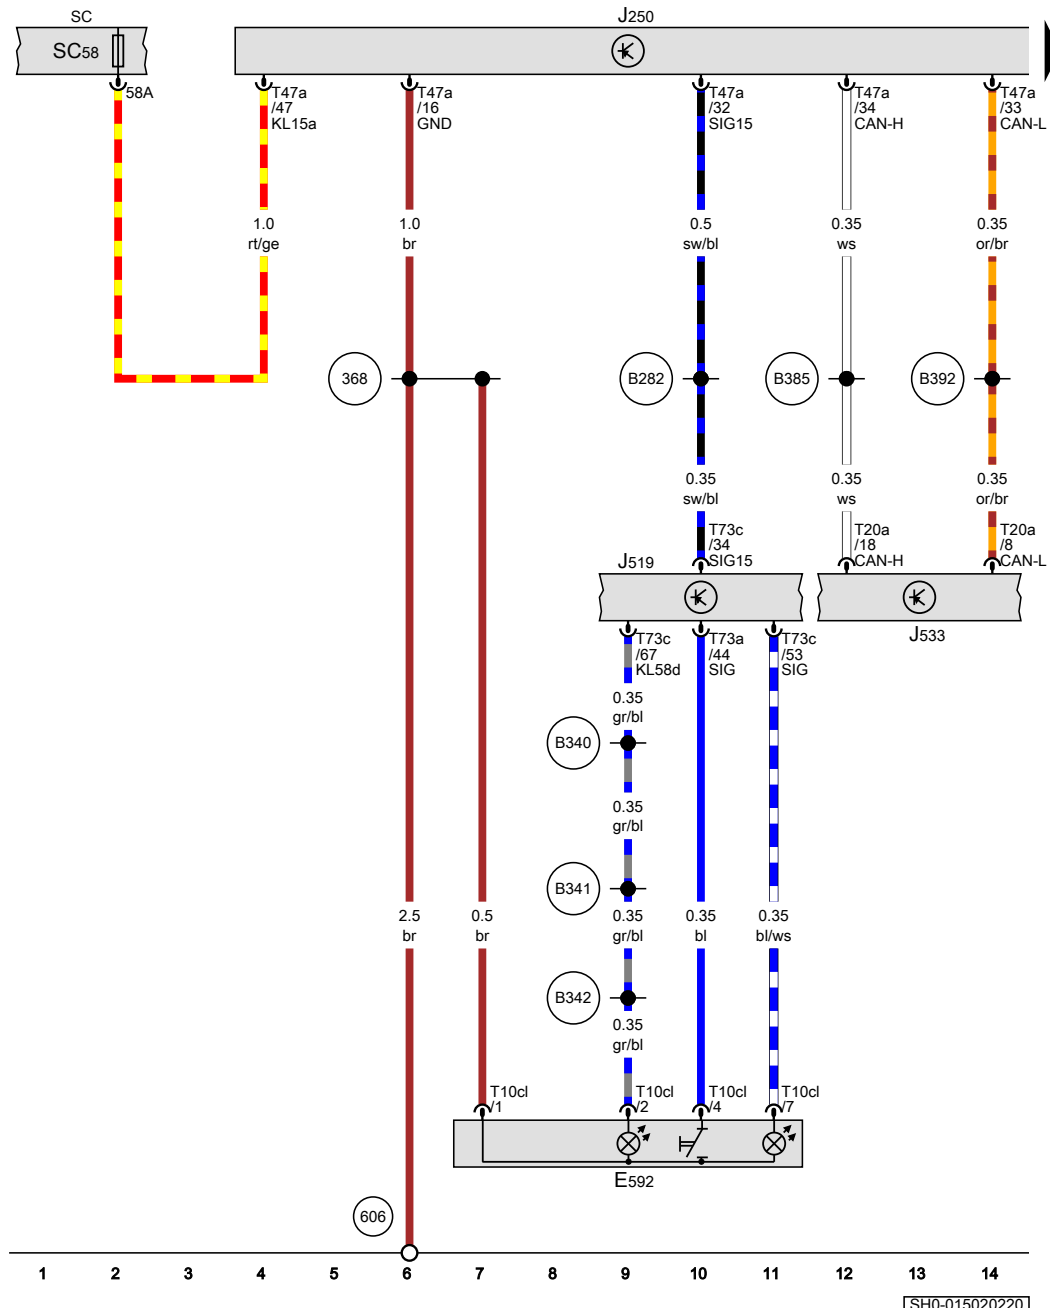 SC
J250
SC58
58A
T47a
/47
KL15a
T47a
/16
GND
T47a
/32
SIG15
T47a
/34
CAN-H
T47a
/33
CAN-L
1.0
rt/ge
1.0
br
0.5
sw/bl
0.35
ws
0.35
or/br
368
B282
B385
B392
0.35
sw/bl
0.35
ws
0.35
or/br
T73c
/34
SIG15
T20a
/18
CAN-H
T20a
/8
CAN-L
J519
J533
T73c
/67
KL58d
T73a
/44
SIG
T73c
/53
SIG
0.35
gr/bl
B340
0.35
gr/bl
B341
2.5
br
0.5
br
0.35
gr/bl
0.35
bl
0.35
bl/ws
B342
0.35
gr/bl
T10cl
/1
T10cl
/2
T10cl
/4
T10cl
/7
E592
606
1 2 3 4 5 6 7 8 9 10 11 12 13 14
SH0-015020220